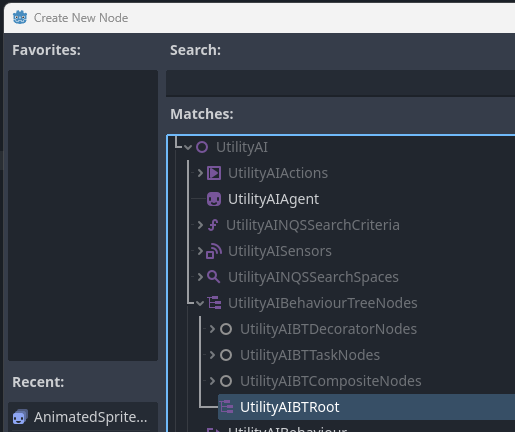 Create New Node
Favorites:
Search:
Matches:
UtilityAI
UtilityAIActions
UtilityAIAgent
UtilityAINQSSearchCriteria
UtilityAISensors
UtilityAINQSSearchSpaces
UtilityAIBehaviourTreeNodes
UtilityAIBTDecoratorNodes
UtilityAIBTTaskNodes
UtilityAIBTCompositeNodes
UtilityAIBTRoot
UtilityAIBehaviour
Recent:
AnimatedSprite...